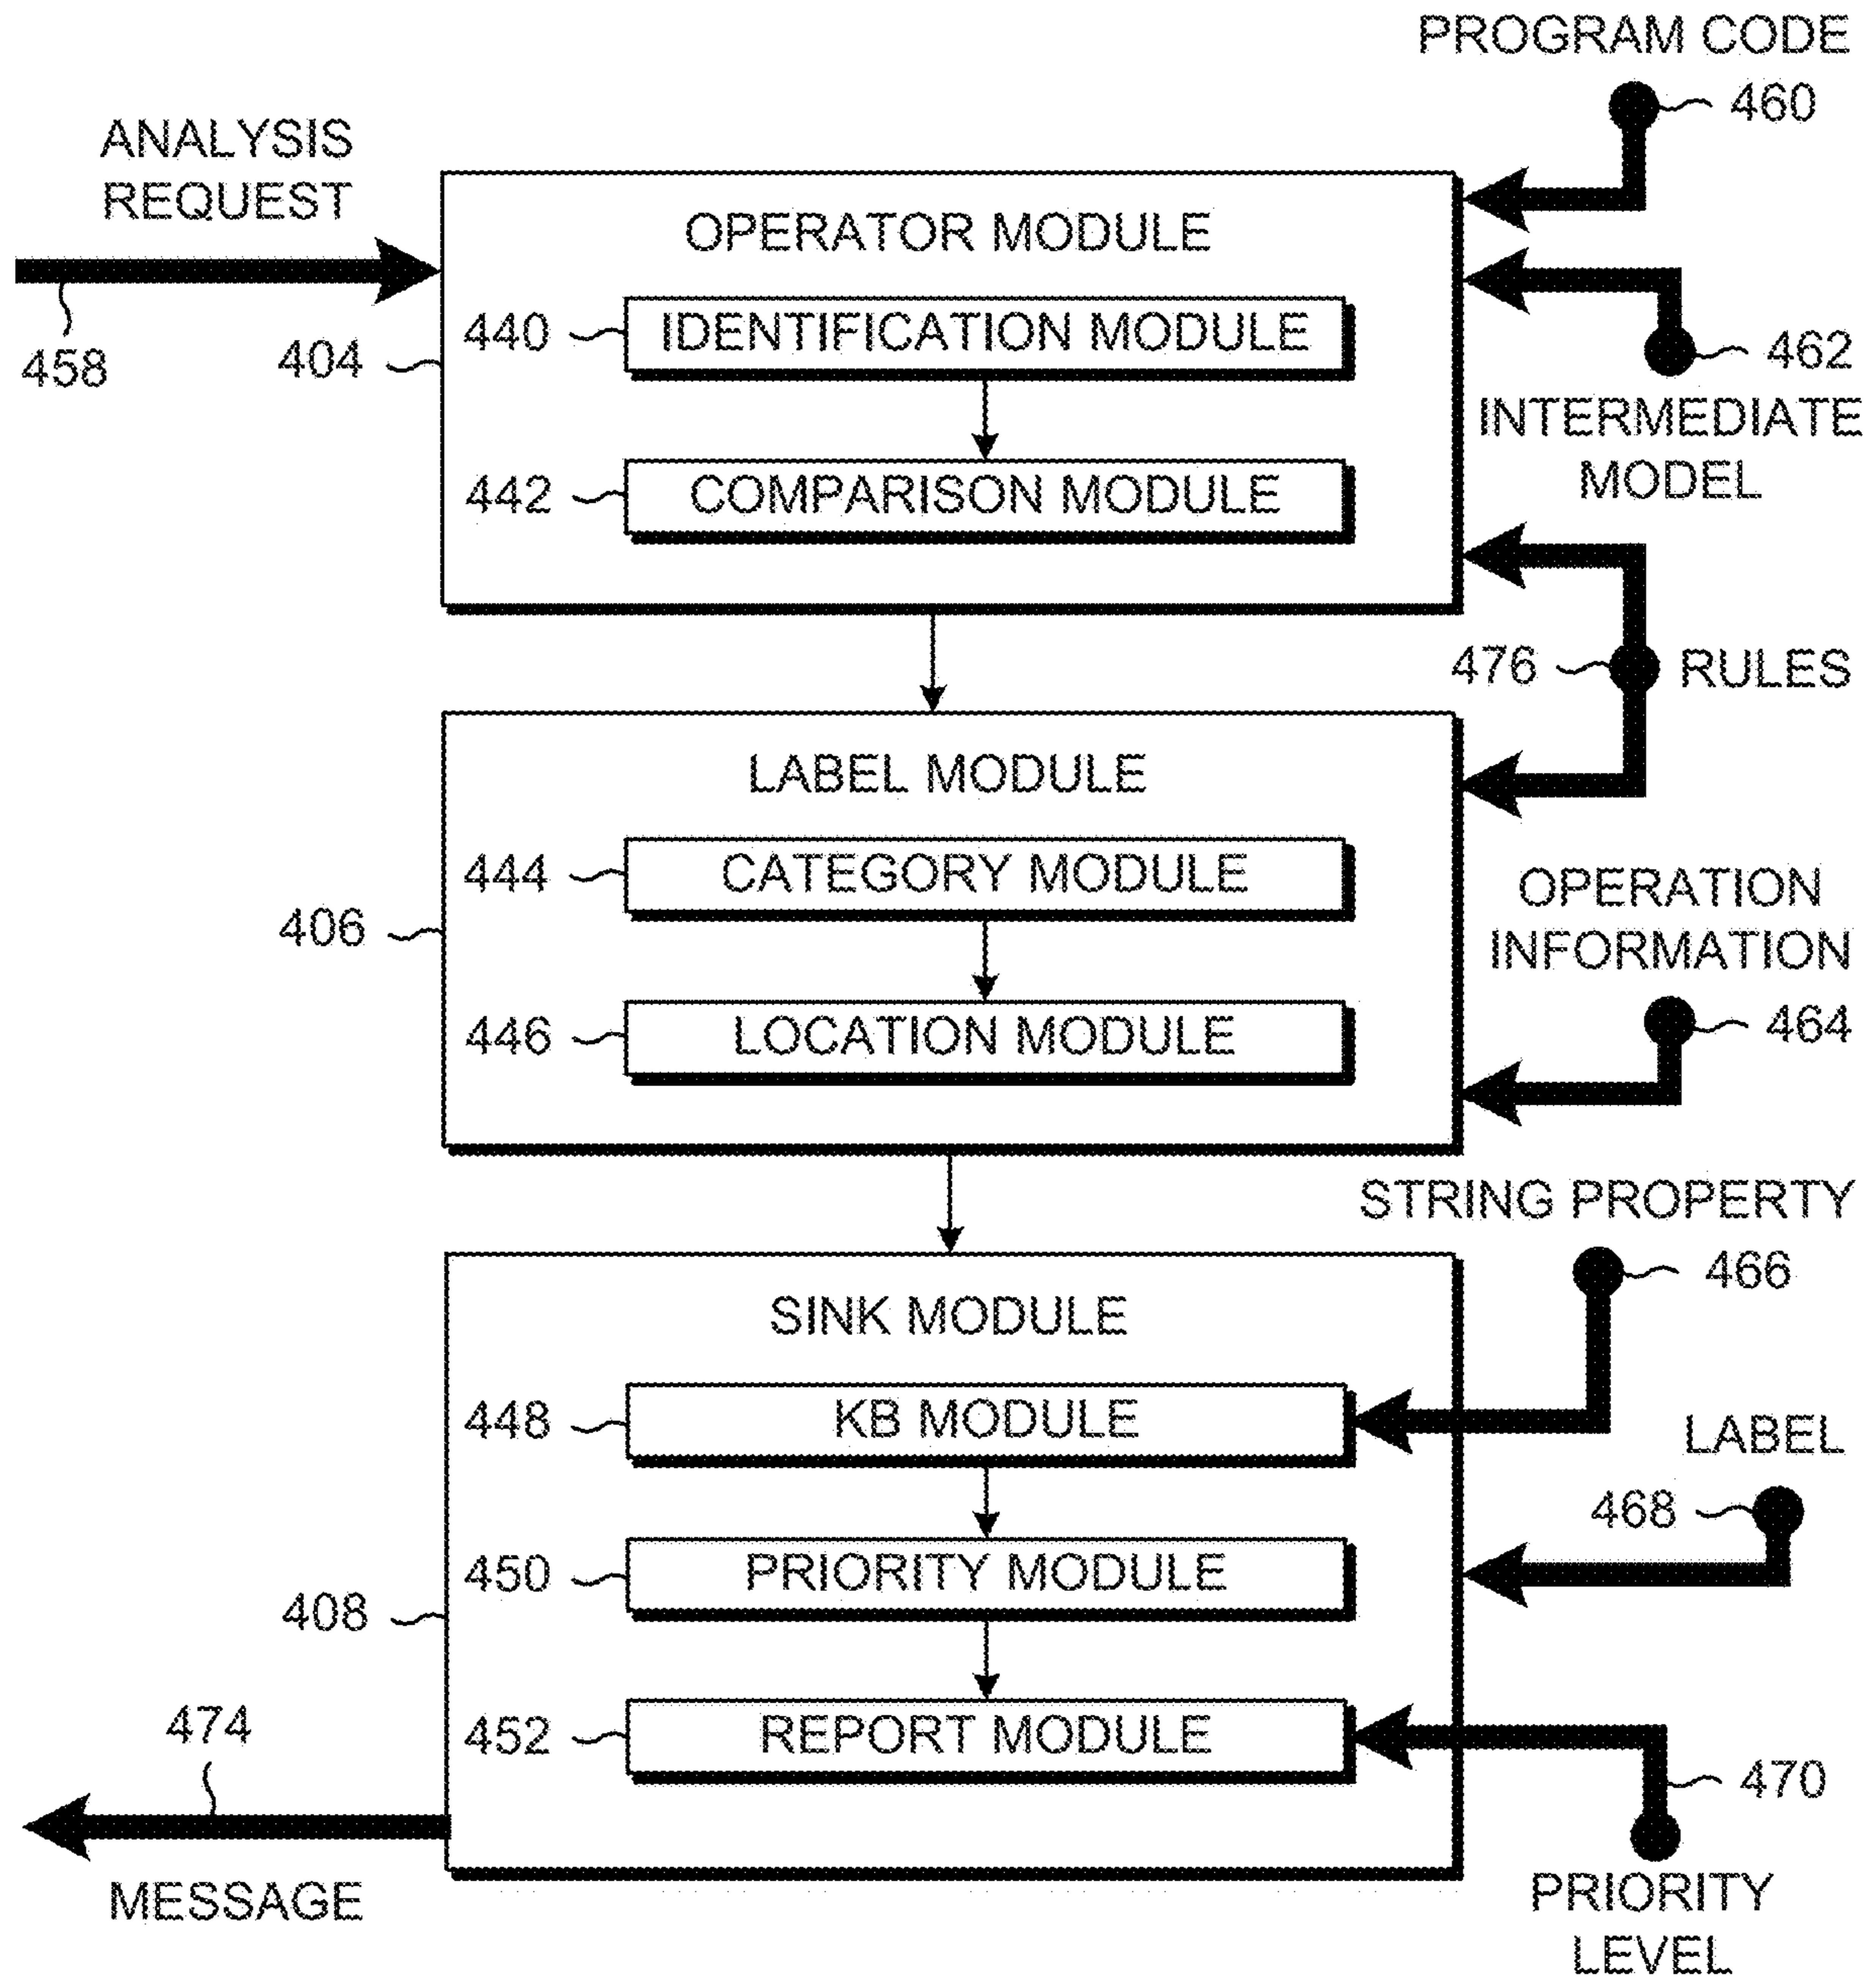 PROGRAM CODE
460
ANALYSIS
REQUEST
458
404
OPERATOR MODULE
440
IDENTIFICATION MODULE
442
COMPARISON MODULE
462
INTERMEDIATE
MODEL
476
RULES
LABEL MODULE
406
444
CATEGORY MODULE
446
LOCATION MODULE
OPERATION
INFORMATION
464
STRING PROPERTY
466
SINK MODULE
448
KB MODULE
LABEL
468
450
PRIORITY MODULE
408
452
REPORT MODULE
470
PRIORITY
LEVEL
474
MESSAGE